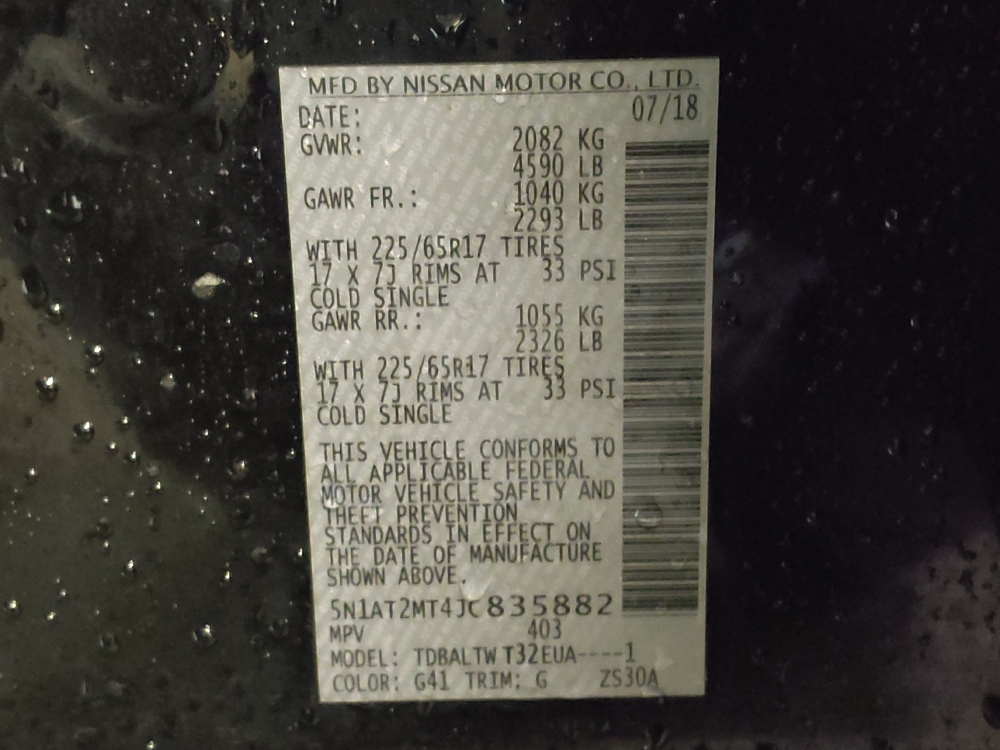 MFD BY NISSAN MOTOR CO., LTD.
DATE: 07/18
GVWR: 2082 KG
4590 LB
GAWR FR.: 1040 KG
2293 LB
WITH 225/65R17 TIRES
17 X 7J RIMS AT 33 PSI
COLD SINGLE
GAWR RR.: 1055 KG
2326 LB
WITH 225/65R17 TIRES
17 X 7J RIMS AT 33 PSI
COLD SINGLE
THIS VEHICLE CONFORMS TO
ALL APPLICABLE FEDERAL
MOTOR VEHICLE SAFETY AND
THEFT PREVENTION
STANDARDS IN EFFECT ON
THE DATE OF MANUFACTURE
SHOWN ABOVE.
5N1AT2MT4JC835882
MPV 403
MODEL: TDBALTW T32EUA----1
COLOR: G41 TRIM: G ZS30A